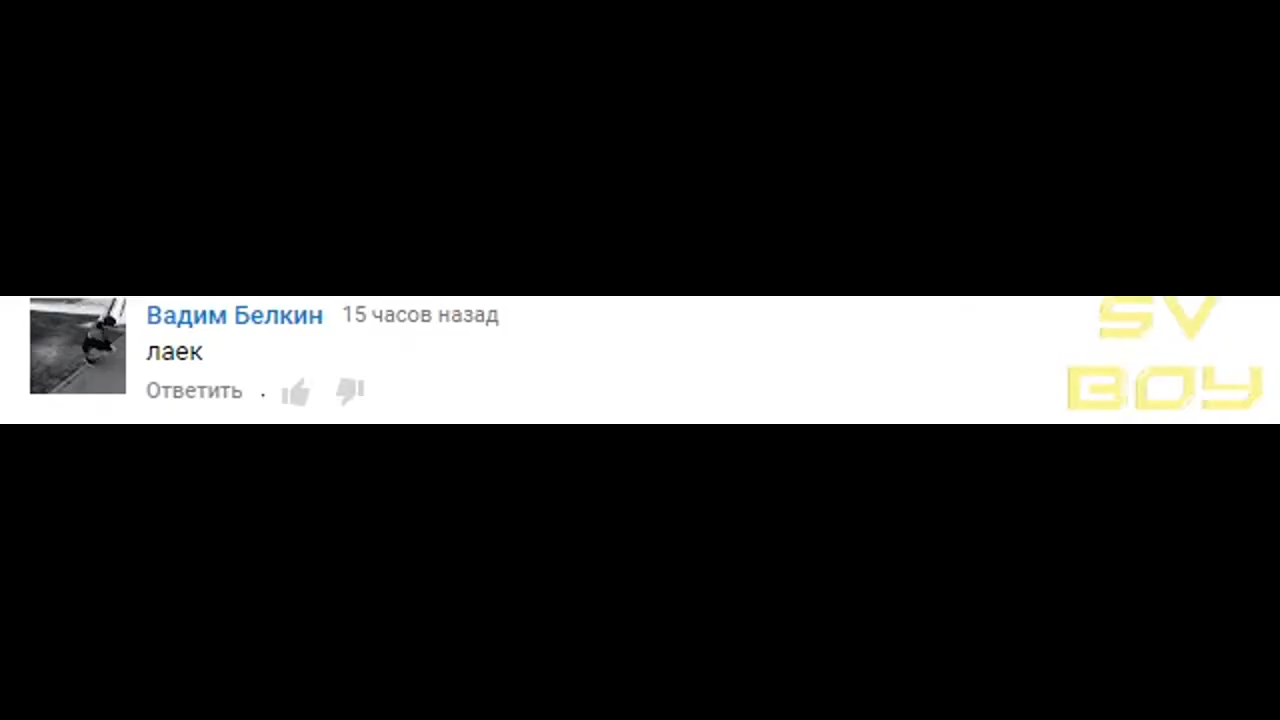 Вадим Белкин 15 часов назад
лаек
Ответить .
SV
BOY